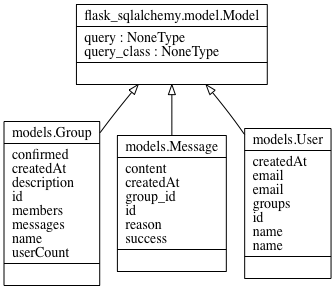 flask_sqlalchemy.model.Model
query : NoneType
query_class : NoneType
models.Group
confirmed
createdAt
description
id
members
messages
name
userCount
models.Message
content
createdAt
group_id
id
reason
success
models.User
createdAt
email
email
groups
id
name
name